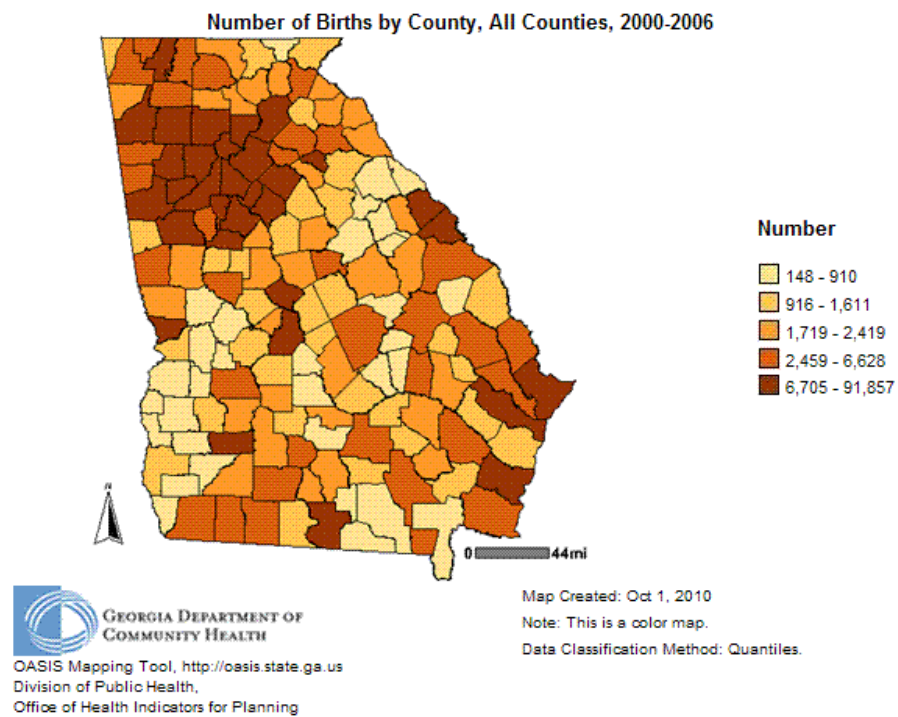 Number of Births by County, All Counties, 2000-2006
Number
148 - 910
916 - 1,611
1,719 - 2,419
2,459 - 6,628
6,705 - 91,857
N
0 44mi
GEORGIA DEPARTMENT OF
COMMUNITY HEALTH
OASIS Mapping Tool, http://oasis.state.ga.us
Division of Public Health,
Office of Health Indicators for Planning
Map Created: Oct 1, 2010
Note: This is a color map.
Data Classification Method: Quantiles.